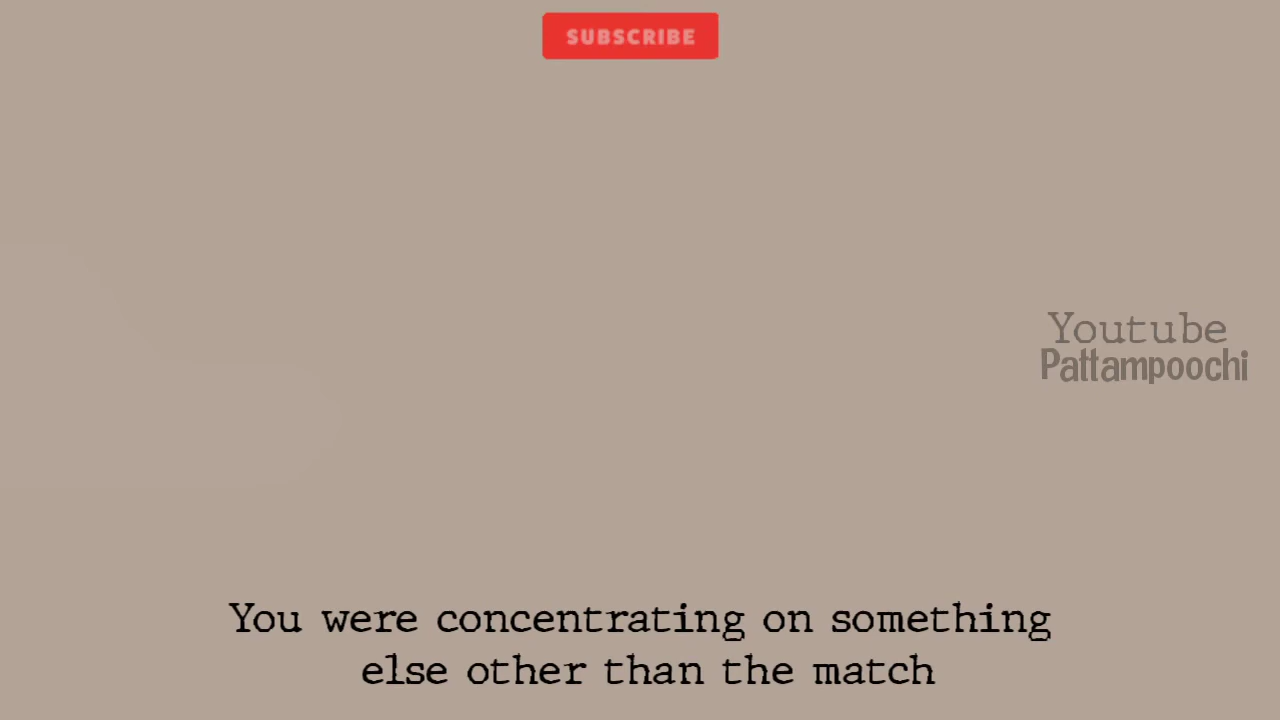 SUBSCRIBE
Youtube
Pattampoochi
You were concentrating on something
else other than the match